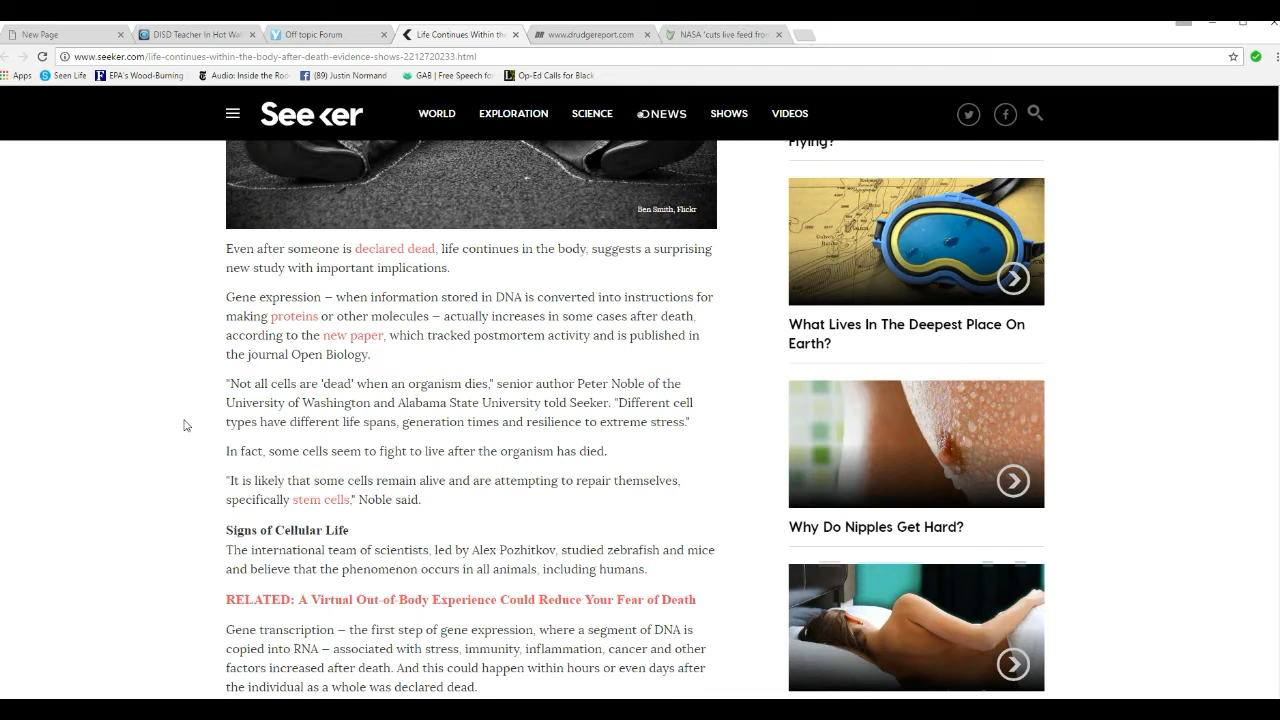 New Page
DISD Teacher In Hot Wat
Off topic Forum
Life Continues Within the
www.drudgereport.com
NASA 'cuts live feed from
www.seeker.com/life-continues-within-the-body-after-death-evidence-shows-2212720233.html
Apps
Seen Life
EPA's Wood-Burning
Audio: Inside the Roo
(89) Justin Normand
GAB | Free Speech for
Op-Ed Calls for Black
Seeker
WORLD
EXPLORATION
SCIENCE
NEWS
SHOWS
VIDEOS
Flying?
Ben Smith, Flickr
Even after someone is declared dead, life continues in the body, suggests a surprising
new study with important implications.
Gene expression — when information stored in DNA is converted into instructions for
making proteins or other molecules — actually increases in some cases after death,
according to the new paper, which tracked postmortem activity and is published in
the journal Open Biology.
"Not all cells are 'dead' when an organism dies," senior author Peter Noble of the
University of Washington and Alabama State University told Seeker. "Different cell
types have different life spans, generation times and resilience to extreme stress."
In fact, some cells seem to fight to live after the organism has died.
"It is likely that some cells remain alive and are attempting to repair themselves,
specifically stem cells," Noble said.
Signs of Cellular Life
The international team of scientists, led by Alex Pozhitkov, studied zebrafish and mice
and believe that the phenomenon occurs in all animals, including humans.
RELATED: A Virtual Out-of-Body Experience Could Reduce Your Fear of Death
Gene transcription — the first step of gene expression, where a segment of DNA is
copied into RNA — associated with stress, immunity, inflammation, cancer and other
factors increased after death. And this could happen within hours or even days after
the individual as a whole was declared dead.
What Lives In The Deepest Place On
Earth?
Why Do Nipples Get Hard?